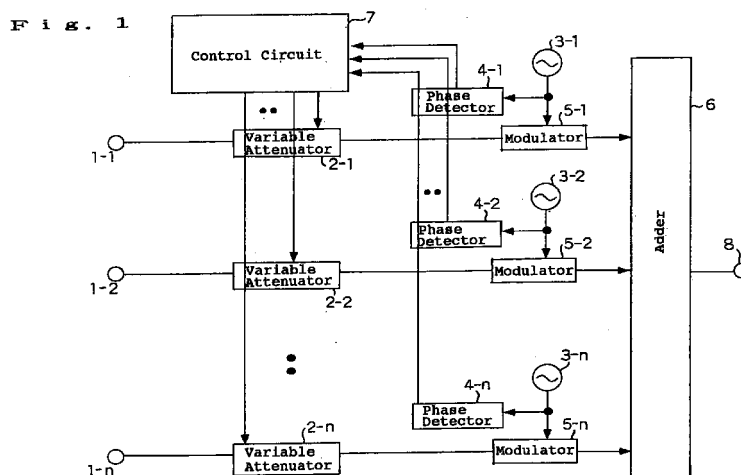 Fig. 1
7
Control Circuit
3-1
4-1
Phase
Detector
5-1
6
Variable
Attenuator
Modulator
1-1
2-1
3-2
4-2
Phase
Detector
5-2
Adder
8
Variable
Attenuator
Modulator
1-2
2-2
3-n
4-n
Phase
Detector
5-n
2-n
Variable
Attenuator
Modulator
1-n